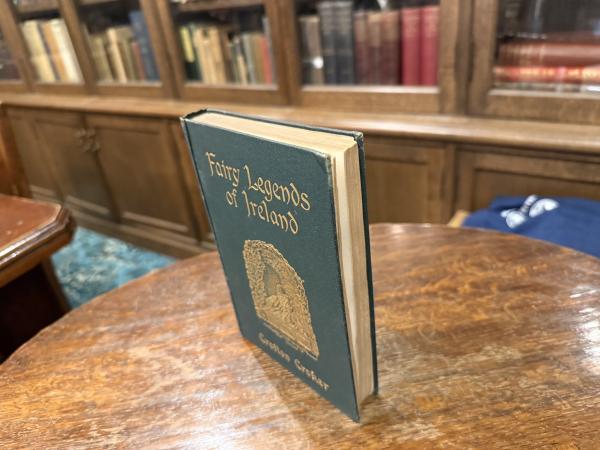 Fairy Legends
of Ireland
Crofton Croker